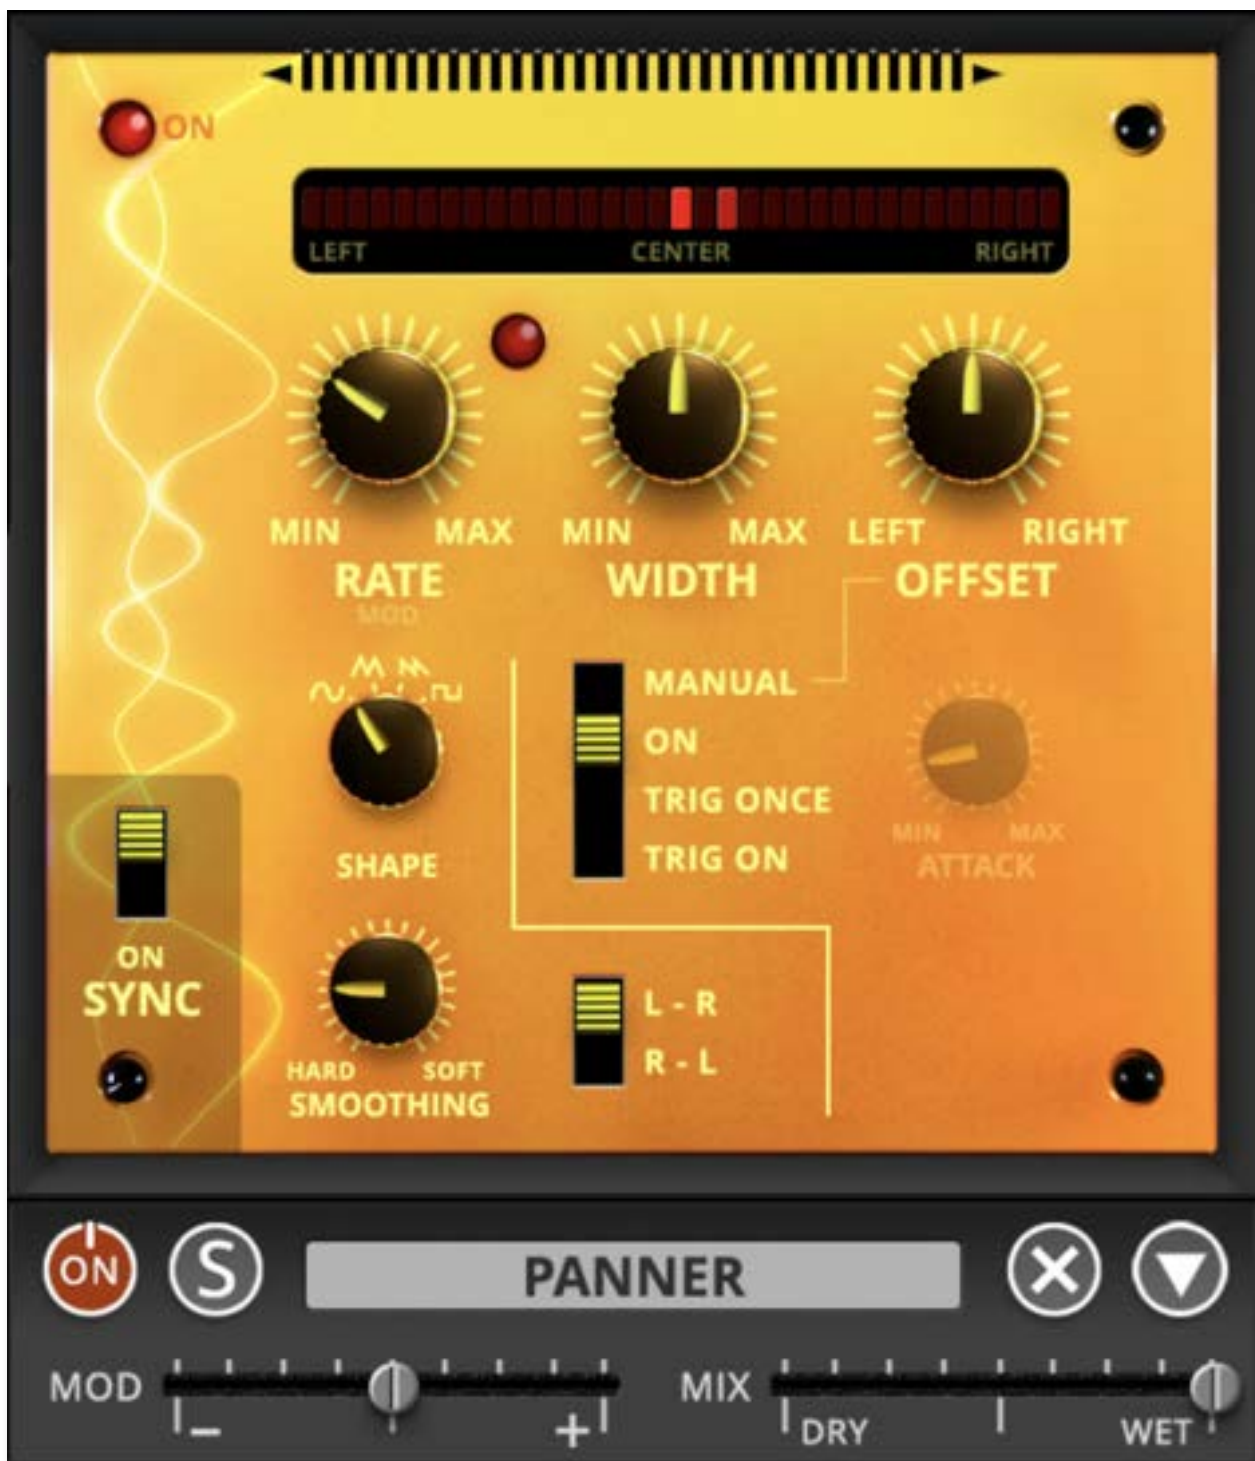 ON
LEFT CENTER RIGHT
MIN MAX MIN MAX LEFT RIGHT
RATE WIDTH OFFSET
MOD
MANUAL
ON
TRIG ONCE
MIN MAX
TRIG ON
SHAPE ATTACK
ON
SYNC
L - R
R - L
HARD SOFT
SMOOTHING
ON S PANNER
MOD MIX
- + DRY WET